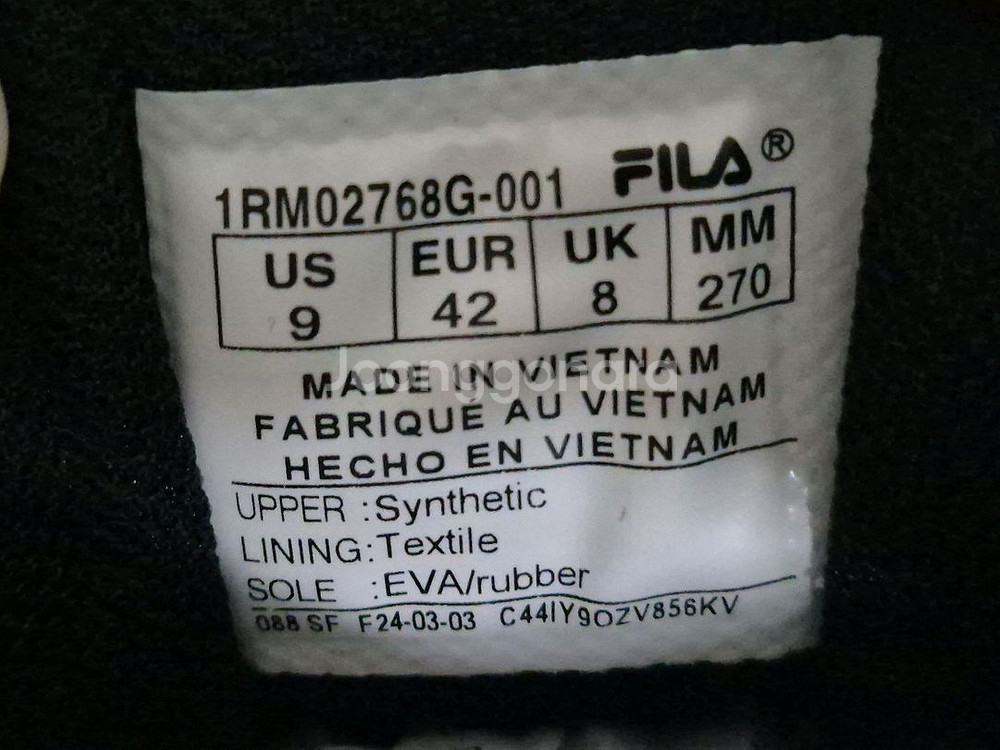 1RM02768G-001 FILA®
US EUR UK MM
9 42 8 270
MADE IN VIETNAM
FABRIQUE AU VIETNAM
HECHO EN VIETNAM
UPPER :Synthetic
LINING:Textile
SOLE :EVA/rubber
088 SF F24-03-03 C44IY9OZV856KV
Joonggonara